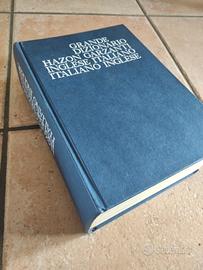 GRANDE
DIZIONARIO
HAZON GARZANTI
INGLESE ITALIANO
ITALIANO INGLESE